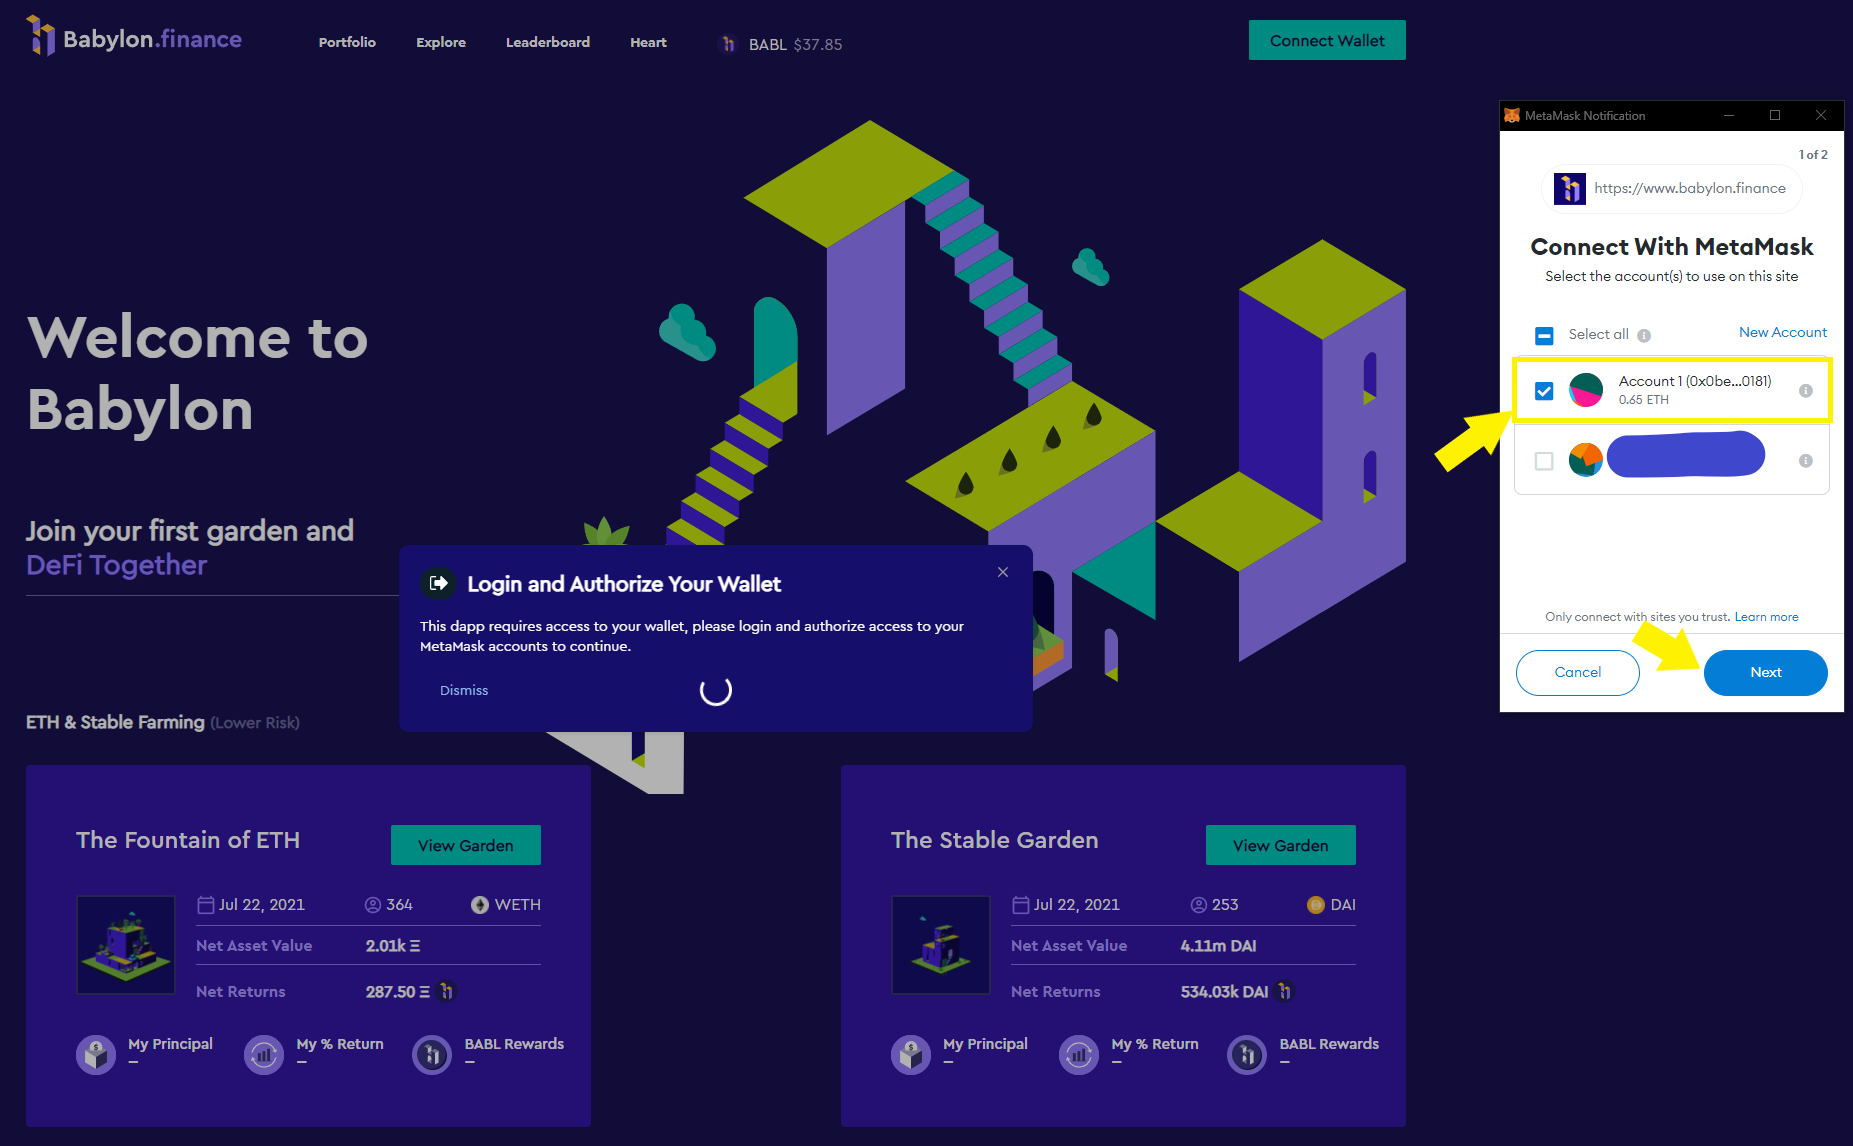 Babylon.finance
Portfolio
Explore
Leaderboard
Heart
BABL $37.85
Connect Wallet
MetaMask Notification
1 of 2
https://www.babylon.finance
Connect With MetaMask
Select the account(s) to use on this site
Select all
New Account
Account 1 (0x0be...0181)
0.65 ETH
Only connect with sites you trust. Learn more
Cancel
Next
Welcome to
Babylon
Join your first garden and
DeFi Together
Login and Authorize Your Wallet
This dapp requires access to your wallet, please login and authorize access to your
MetaMask accounts to continue.
Dismiss
ETH & Stable Farming (Lower Risk)
The Fountain of ETH
View Garden
Jul 22, 2021
364
WETH
Net Asset Value
2.01k Ξ
Net Returns
287.50 Ξ
My Principal
–
My % Return
–
BABL Rewards
–
The Stable Garden
View Garden
Jul 22, 2021
253
DAI
Net Asset Value
4.11m DAI
Net Returns
534.03k DAI
My Principal
–
My % Return
–
BABL Rewards
–